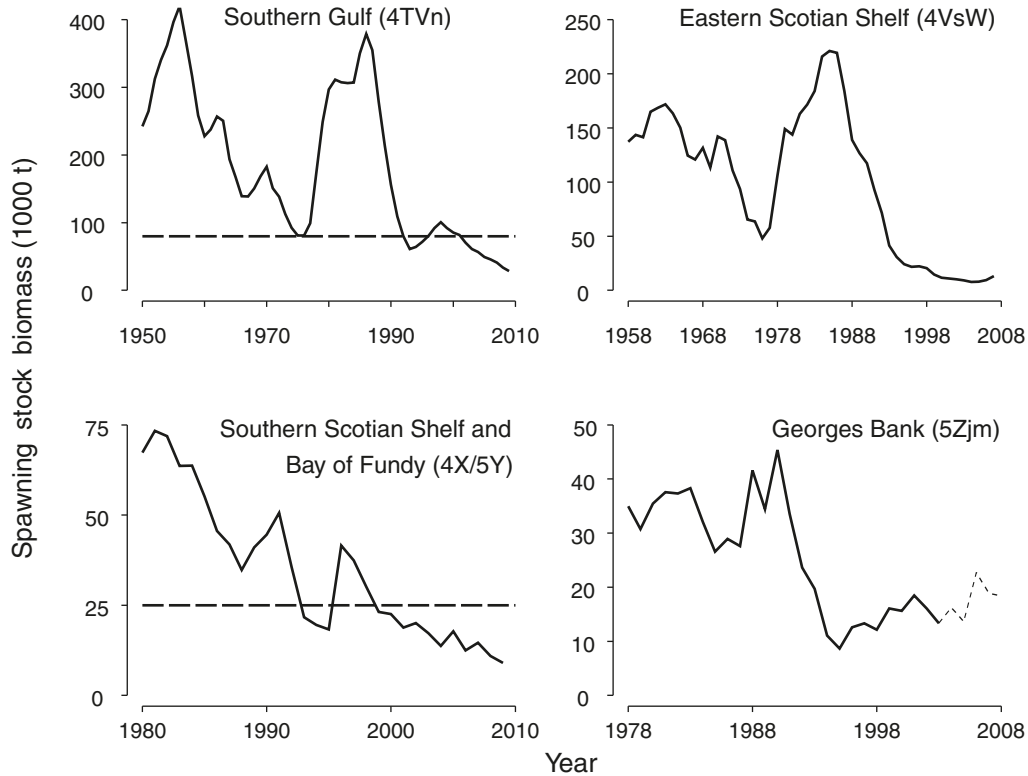 Spawning stock biomass (1000 t)
Southern Gulf (4TVn)
400
300
200
100
0
1950 1970 1990 2010
Eastern Scotian Shelf (4VsW)
250
200
150
100
50
0
1958 1968 1978 1988 1998 2008
Southern Scotian Shelf and
Bay of Fundy (4X/5Y)
75
50
25
0
1980 1990 2000 2010
Georges Bank (5Zjm)
50
40
30
20
10
0
1978 1988 1998 2008
Year